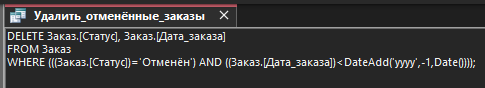 Удалить_отменённые_заказы
DELETE Заказ.[Статус], Заказ.[Дата_заказа]
FROM Заказ
WHERE (((Заказ.[Статус])='Отменён') AND ((Заказ.[Дата_заказа])<DateAdd('yyyy',-1,Date())));